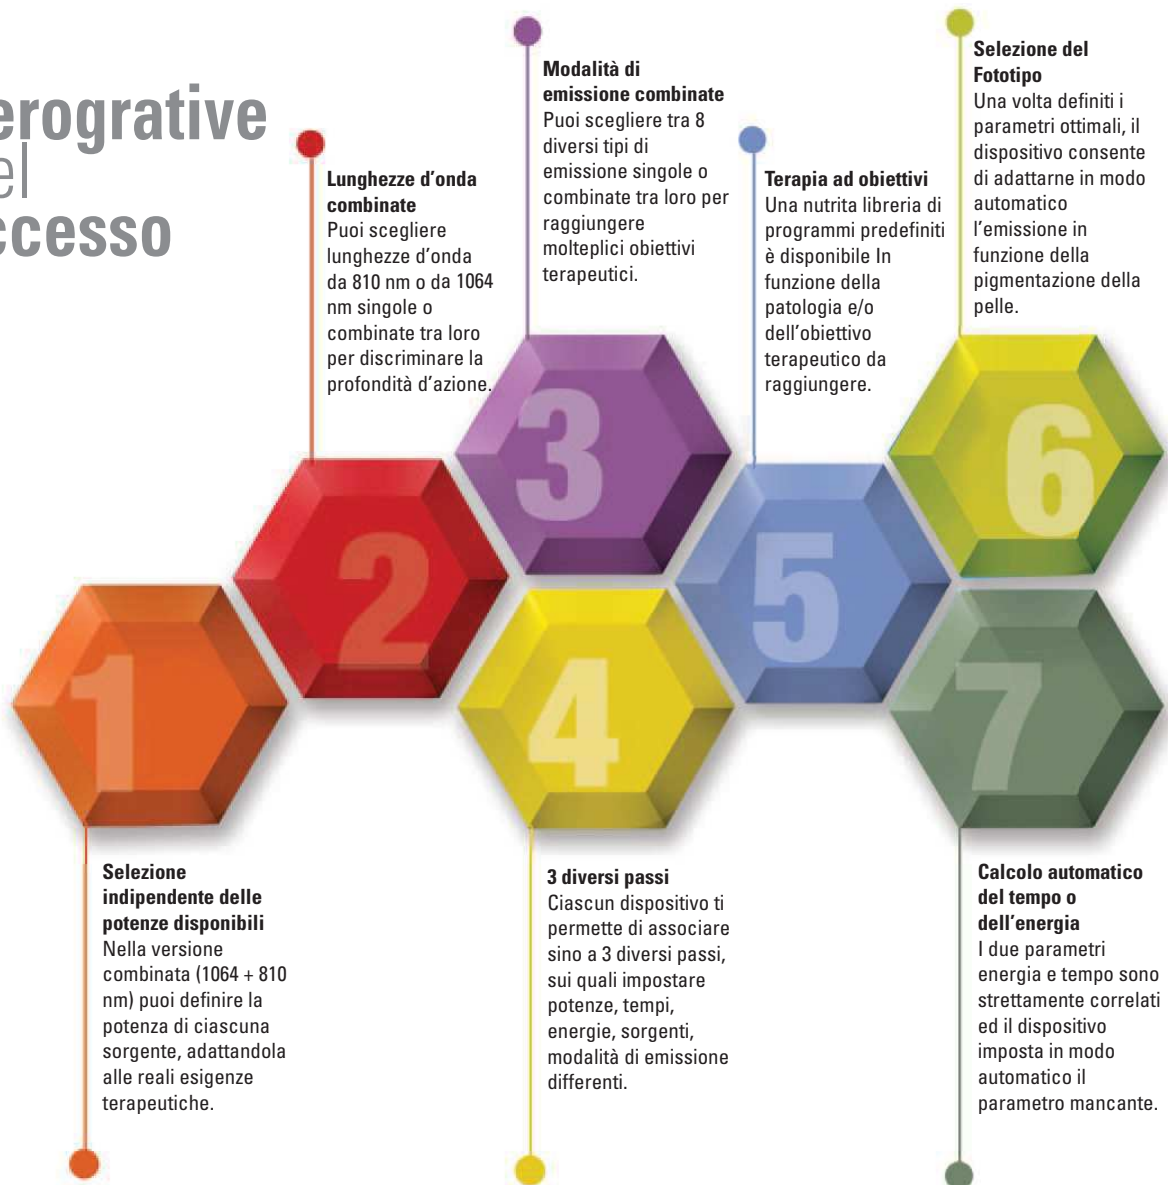 erogrative
el
ccesso
1
Selezione
indipendente delle
potenze disponibili
Nella versione
combinata (1064 + 810
nm) puoi definire la
potenza di ciascuna
sorgente, adattandola
alle reali esigenze
terapeutiche.
2
Lunghezze d'onda
combinate
Puoi scegliere
lunghezze d'onda
da 810 nm o da 1064
nm singole o
combinate tra loro
per discriminare la
profondità d'azione.
3
Modalità di
emissione combinate
Puoi scegliere tra 8
diversi tipi di
emissione singole o
combinate tra loro per
raggiungere
molteplici obiettivi
terapeutici.
4
3 diversi passi
Ciascun dispositivo ti
permette di associare
sino a 3 diversi passi,
sui quali impostare
potenze, tempi,
energie, sorgenti,
modalità di emissione
differenti.
5
Terapia ad obiettivi
Una nutrita libreria di
programmi predefiniti
è disponibile In
funzione della
patologia e/o
dell'obiettivo
terapeutico da
raggiungere.
6
Selezione del
Fototipo
Una volta definiti i
parametri ottimali, il
dispositivo consente
di adattarne in modo
automatico
l'emissione in
funzione della
pigmentazione della
pelle.
7
Calcolo automatico
del tempo o
dell'energia
I due parametri
energia e tempo sono
strettamente correlati
ed il dispositivo
imposta in modo
automatico il
parametro mancante.